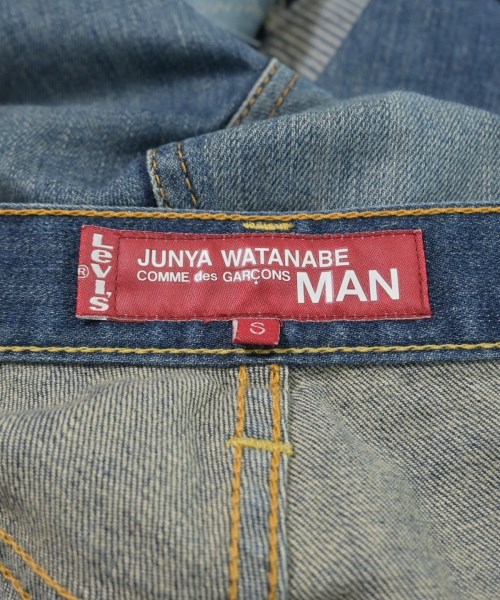 Levi's
®
JUNYA WATANABE
COMME des GARÇONS MAN
S